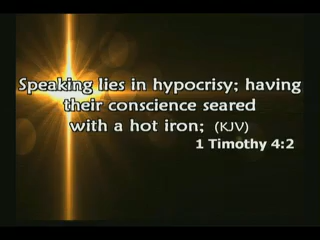 Speaking lies in hypocrisy; having
their conscience seared
with a hot iron; (KJV)
1 Timothy 4:2